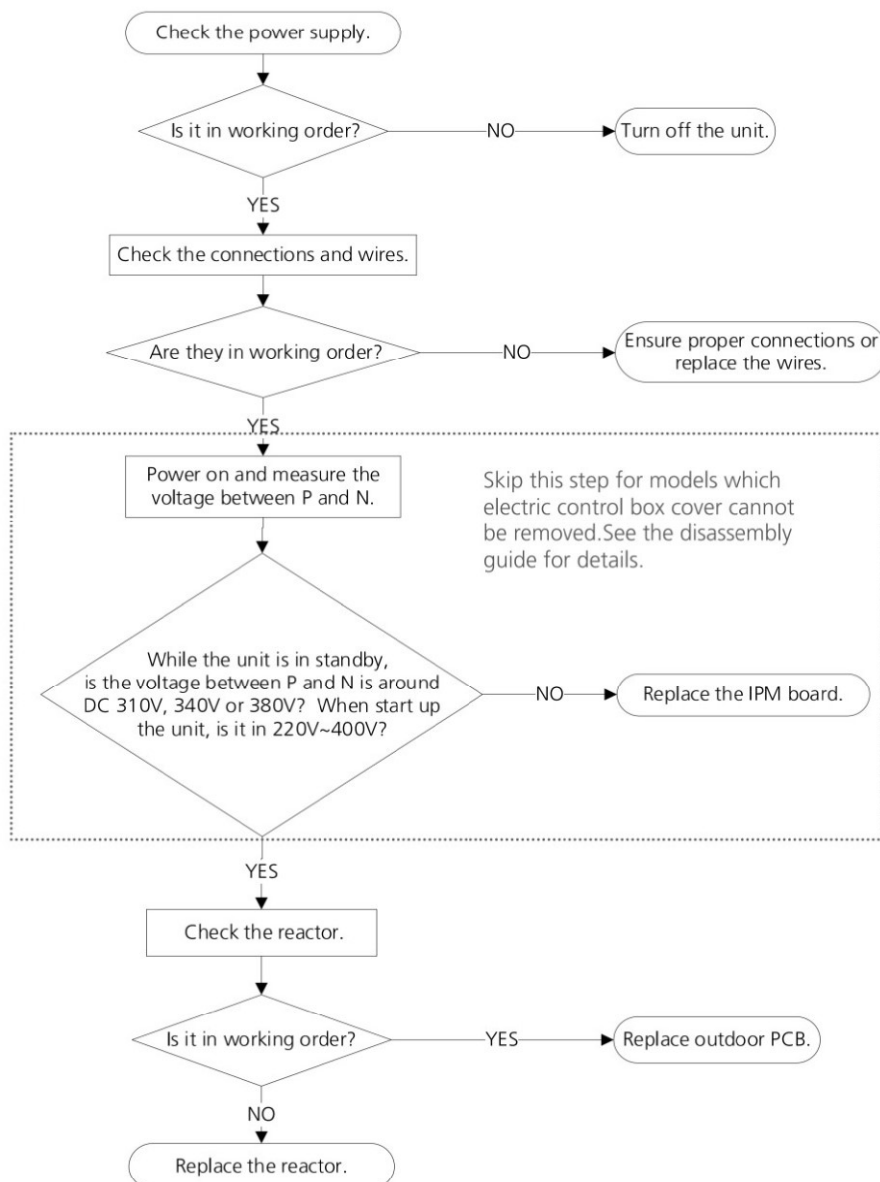 Check the power supply.
Is it in working order?
NO
Turn off the unit.
YES
Check the connections and wires.
Are they in working order?
NO
Ensure proper connections or
replace the wires.
YES
Power on and measure the
voltage between P and N.
Skip this step for models which
electric control box cover cannot
be removed.See the disassembly
guide for details.
While the unit is in standby,
is the voltage between P and N is around
DC 310V, 340V or 380V? When start up
the unit, is it in 220V~400V?
NO
Replace the IPM board.
YES
Check the reactor.
Is it in working order?
YES
Replace outdoor PCB.
NO
Replace the reactor.